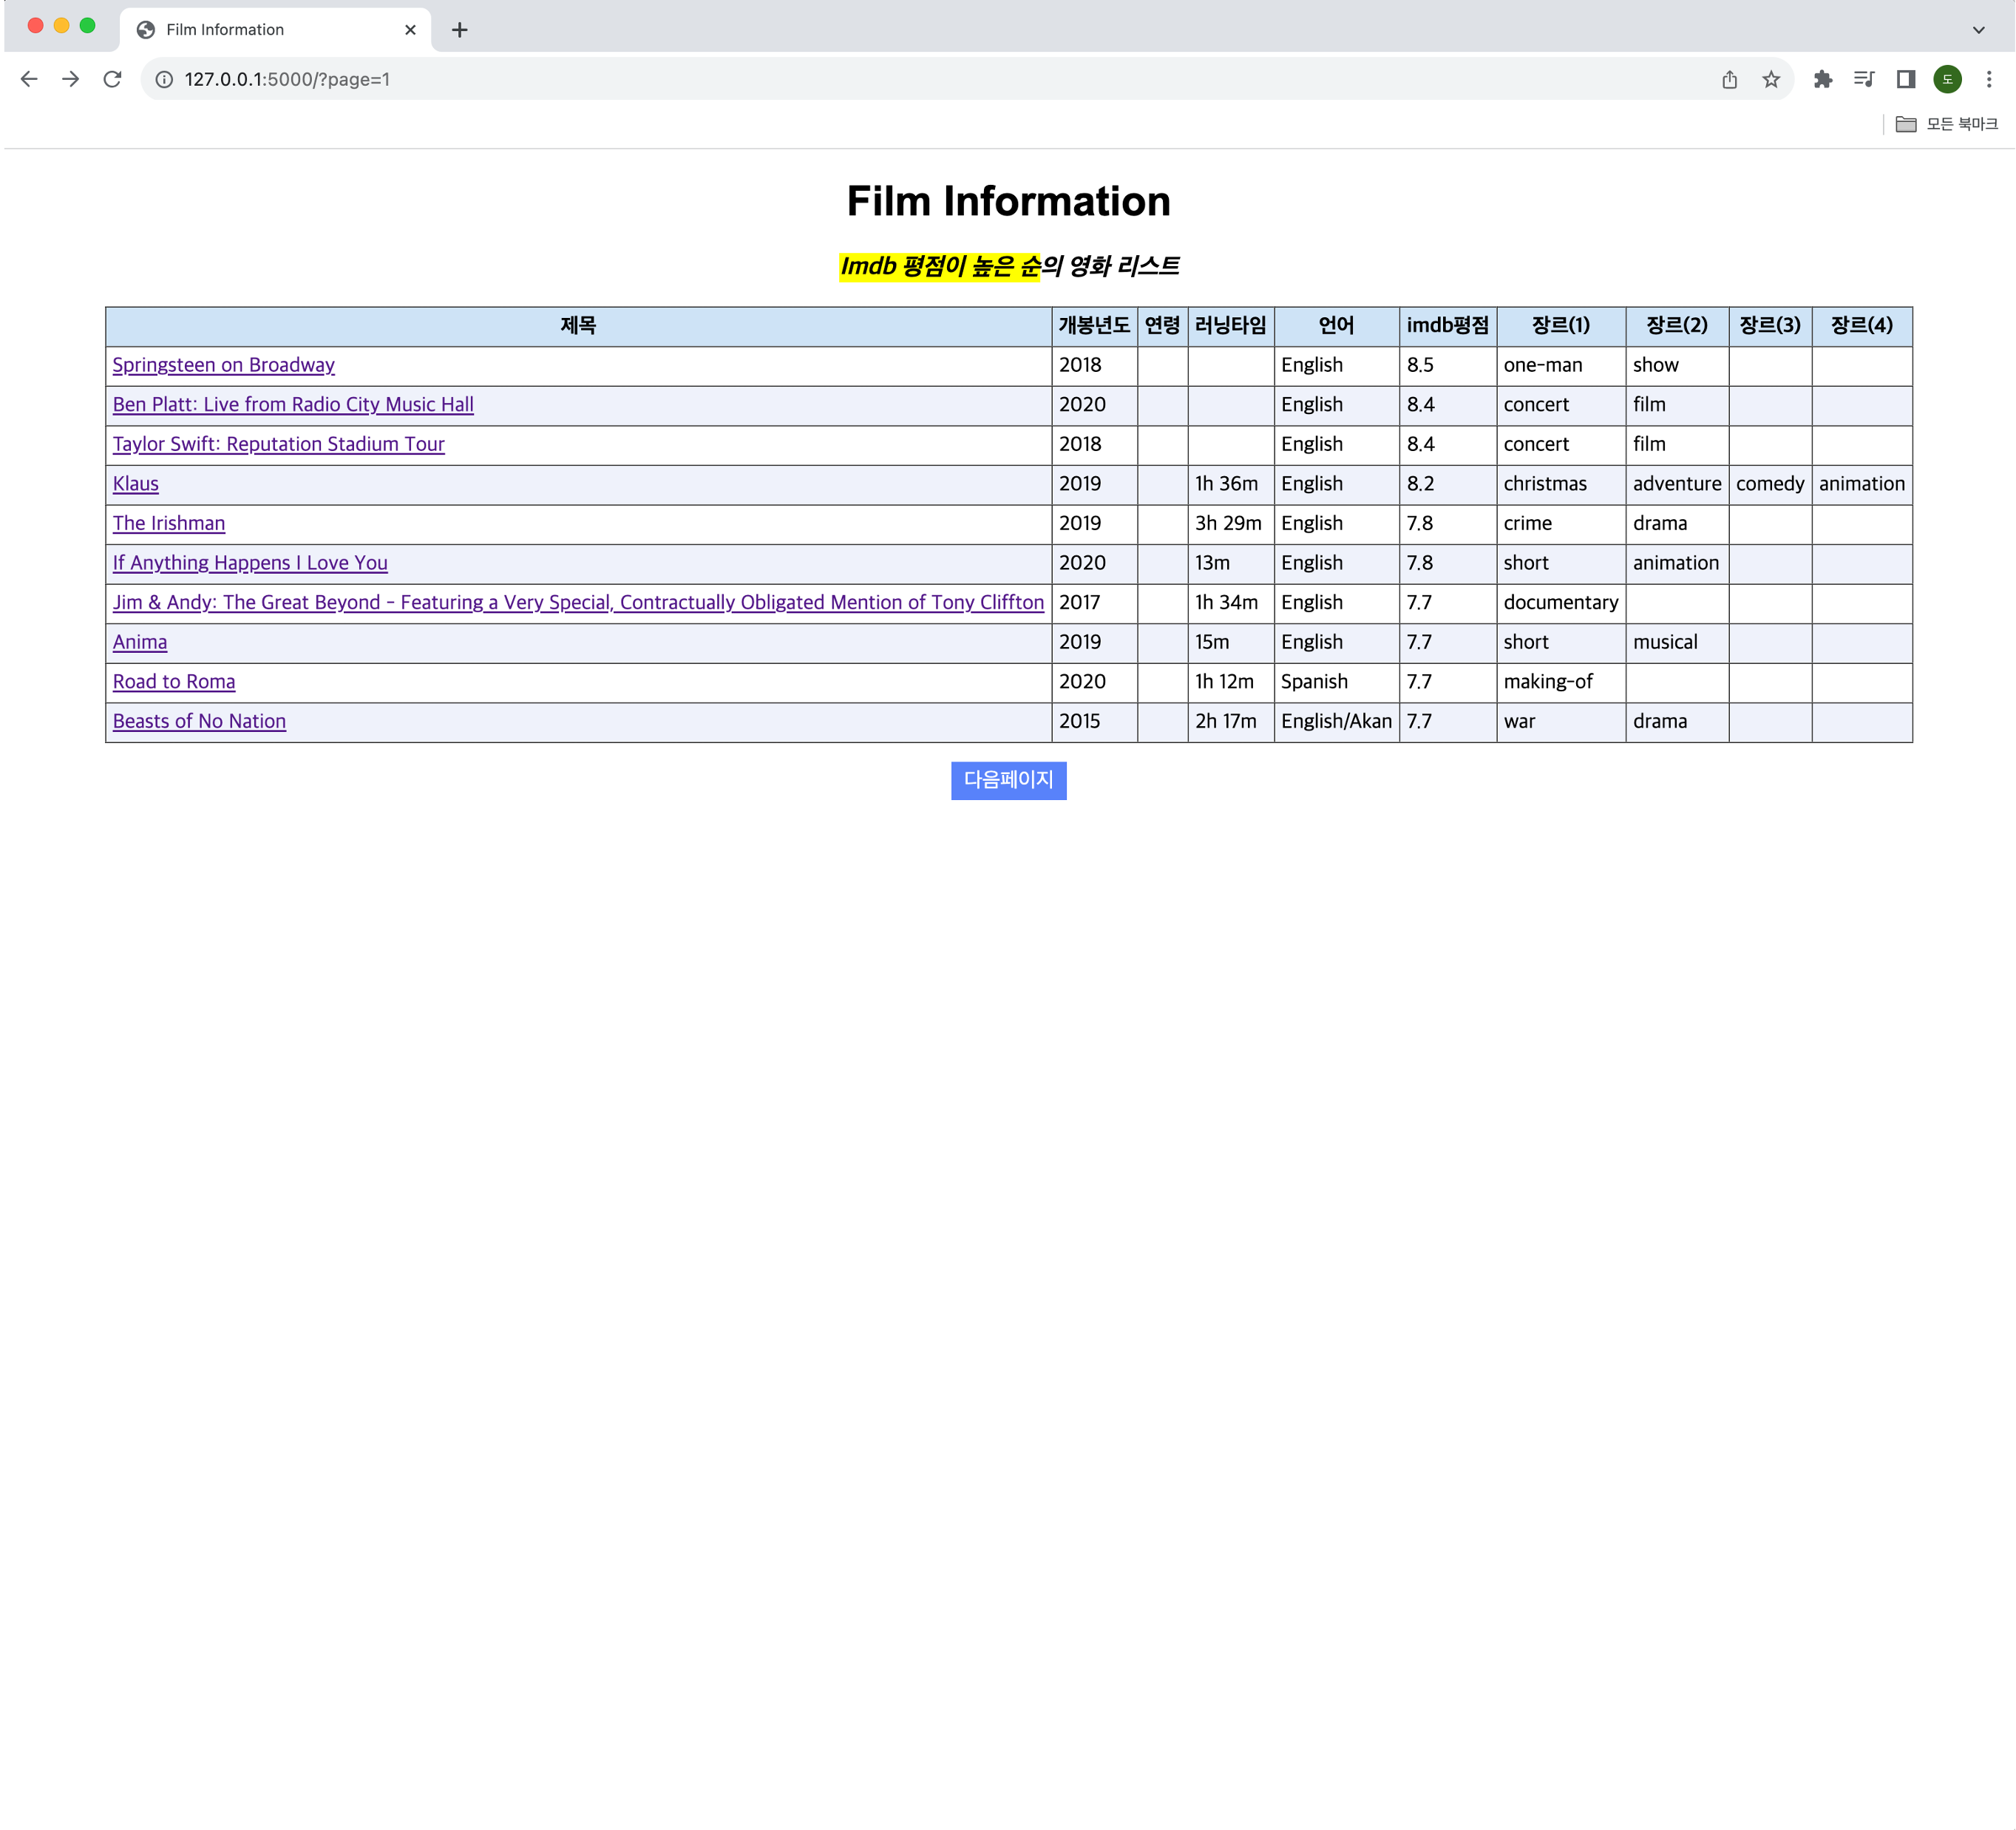 Film Information
127.0.0.1:5000/?page=1
도
모든 북마크
Film Information
Imdb 평점이 높은 순의 영화 리스트
제목 개봉년도 연령 러닝타임 언어 imdb평점 장르(1) 장르(2) 장르(3) 장르(4)
Springsteen on Broadway 2018 English 8.5 one-man show
Ben Platt: Live from Radio City Music Hall 2020 English 8.4 concert film
Taylor Swift: Reputation Stadium Tour 2018 English 8.4 concert film
Klaus 2019 1h 36m English 8.2 christmas adventure comedy animation
The Irishman 2019 3h 29m English 7.8 crime drama
If Anything Happens I Love You 2020 13m English 7.8 short animation
Jim & Andy: The Great Beyond - Featuring a Very Special, Contractually Obligated Mention of Tony Cliffton 2017 1h 34m English 7.7 documentary
Anima 2019 15m English 7.7 short musical
Road to Roma 2020 1h 12m Spanish 7.7 making-of
Beasts of No Nation 2015 2h 17m English/Akan 7.7 war drama
다음페이지